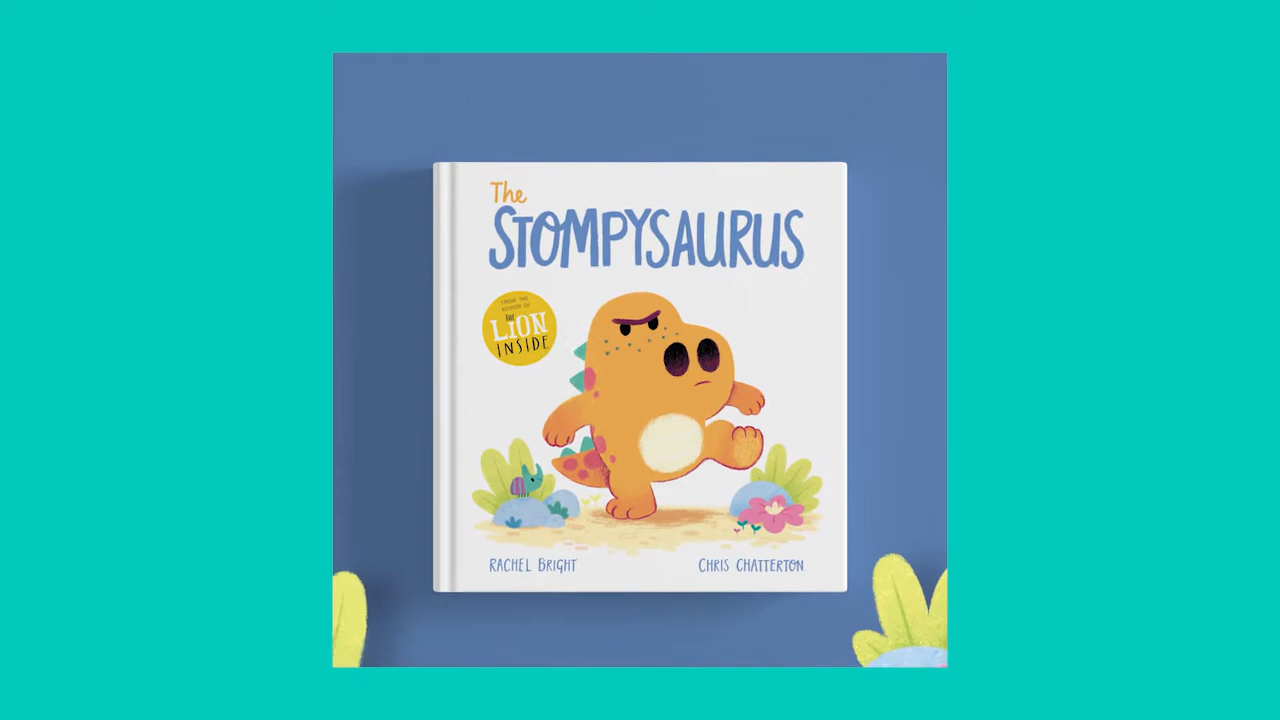 The
STOMPYSAURUS
FROM THE
AUTHOR OF
THE
LION
INSIDE
RACHEL BRIGHT
CHRIS CHATTERTON